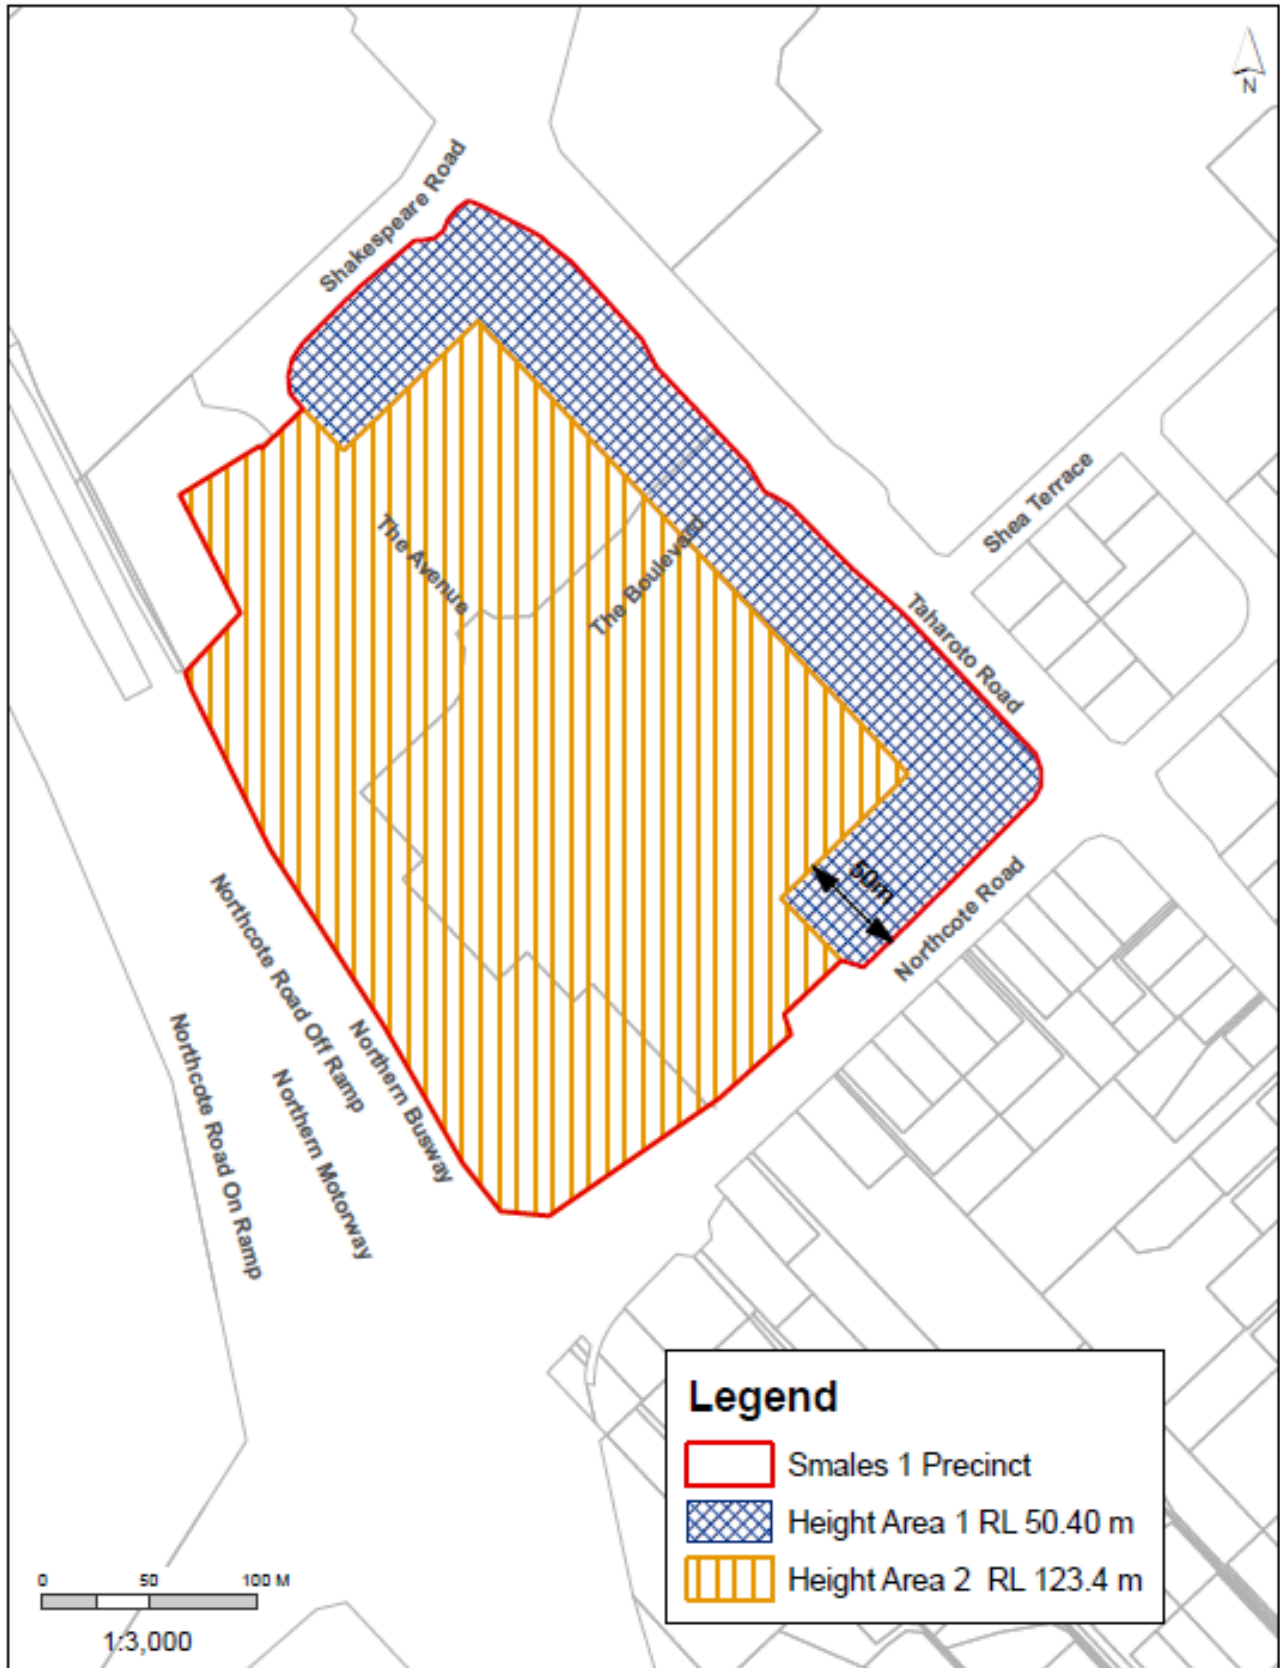 N
Shakespeare Road
Shea Terrace
The Avenue
The Boulevard
Taharoto Road
50m
Northcote Road
Northcote Road Off Ramp
Northern Busway
Northcote Road On Ramp
Northern Motorway
Legend
Smales 1 Precinct
Height Area 1 RL 50.40 m
Height Area 2 RL 123.4 m
0 50 100 M
1:3,000